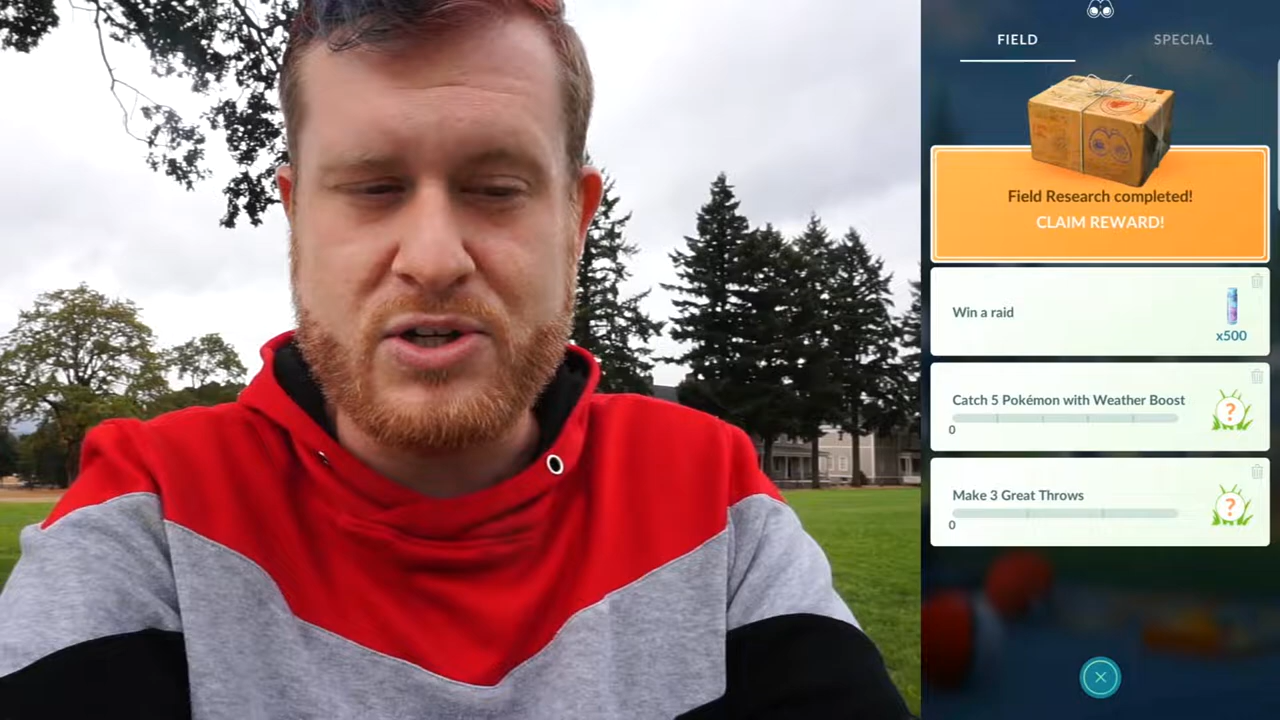 FIELD
SPECIAL
Field Research completed!
CLAIM REWARD!
Win a raid
x500
Catch 5 Pokémon with Weather Boost
?
0
Make 3 Great Throws
?
0